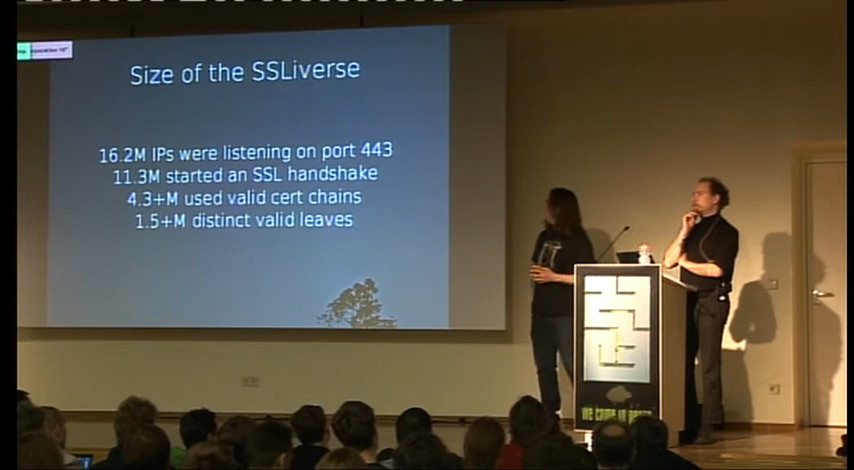 Size of the SSLiverse
16.2M IPs were listening on port 443
11.3M started an SSL handshake
4.3+M used valid cert chains
1.5+M distinct valid leaves
we come in peace